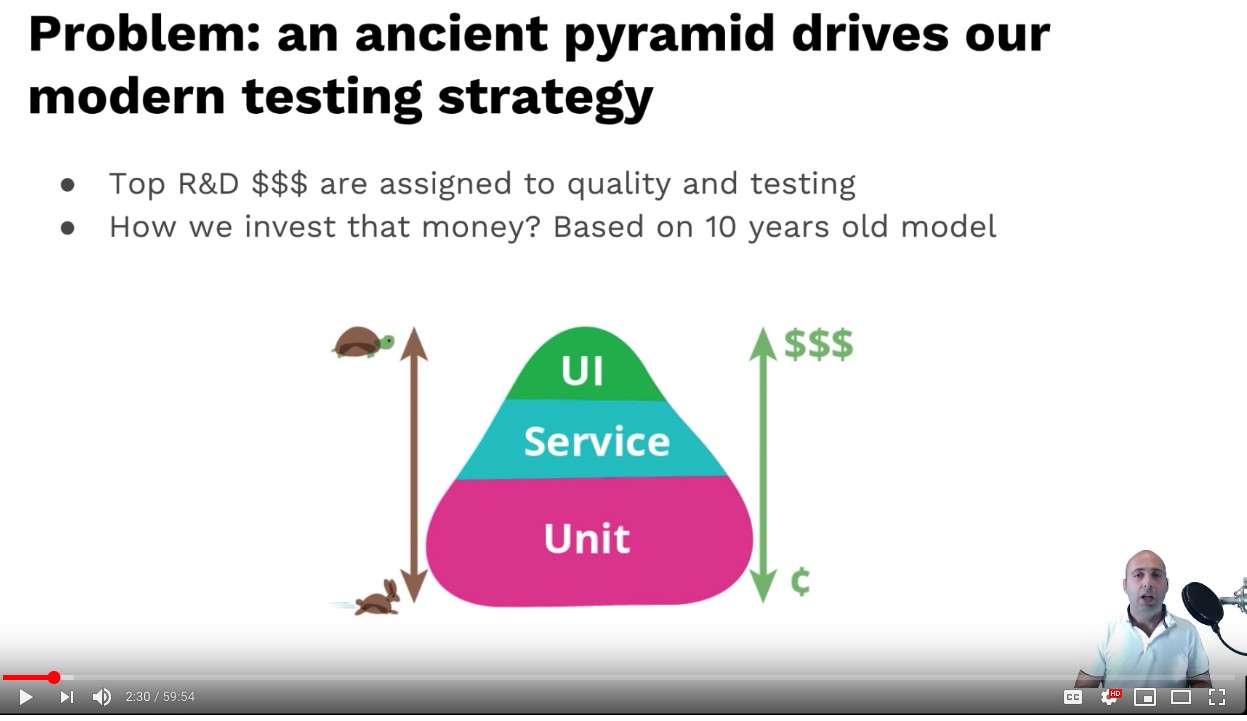 Problem: an ancient pyramid drives our
modern testing strategy
● Top R&D $$$ are assigned to quality and testing
● How we invest that money? Based on 10 years old model
$$$
UI
Service
Unit
¢
2:30 / 59:54
CC
HD